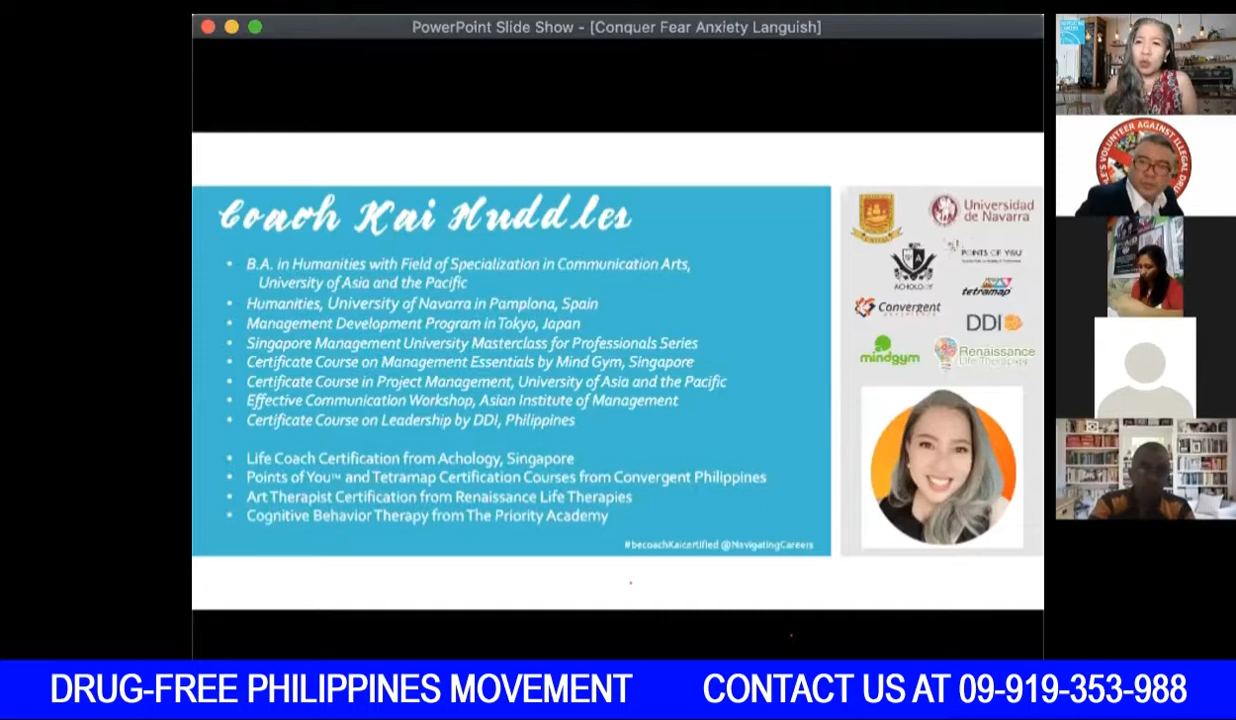 PowerPoint Slide Show - [Conquer Fear Anxiety Languish]
Coach Kai Huddles
• B.A. in Humanities with Field of Specialization in Communication Arts,
University of Asia and the Pacific
• Humanities, University of Navarra in Pamplona, Spain
• Management Development Program in Tokyo, Japan
• Singapore Management University Masterclass for Professionals Series
• Certificate Course on Management Essentials by Mind Gym, Singapore
• Certificate Course in Project Management, University of Asia and the Pacific
• Effective Communication Workshop, Asian Institute of Management
• Certificate Course on Leadership by DDI, Philippines
• Life Coach Certification from Achology, Singapore
• Points of You™ and Tetramap Certification Courses from Convergent Philippines
• Art Therapist Certification from Renaissance Life Therapies
• Cognitive Behavior Therapy from The Priority Academy
#becoachKaicertified @NavigatingCareers
Universidad
de Navarra
ACHOLOGY
POINTS OF YOU
tetramap
Convergent
DDI
mindgym
Renaissance
Life Therapies
VOLUNTEER AGAINST ILLEGAL
DRUG-FREE PHILIPPINES MOVEMENT
CONTACT US AT 09-919-353-988